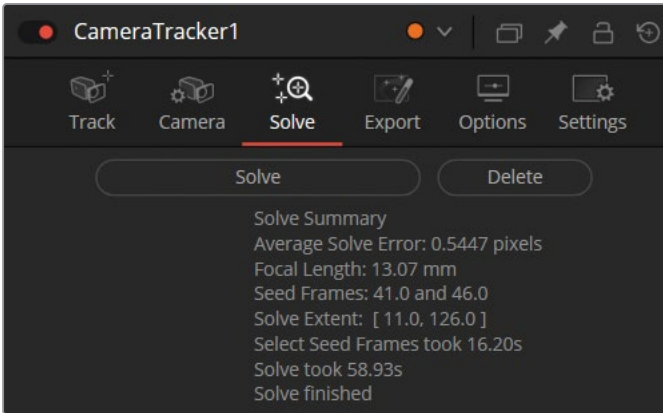 CameraTracker1
Track Camera Solve Export Options Settings
Solve Delete
Solve Summary
Average Solve Error: 0.5447 pixels
Focal Length: 13.07 mm
Seed Frames: 41.0 and 46.0
Solve Extent: [ 11.0, 126.0 ]
Select Seed Frames took 16.20s
Solve took 58.93s
Solve finished